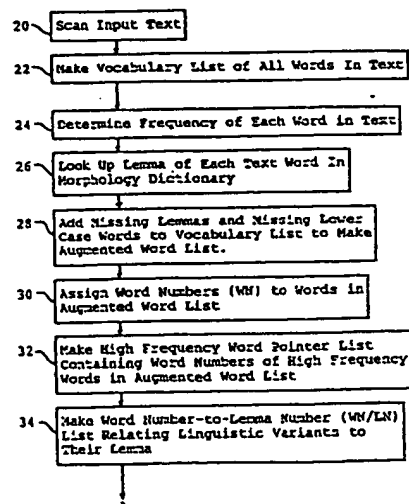 20 Scan Input Text
22 Make Vocabulary List of All Words In Text
24 Determine Frequency of Each Word in Text
26 Look Up Lemma of Each Text Word In
Morphology Dictionary
28 Add Missing Lemmas and Missing Lower
Case Words to Vocabulary List to Make
Augmented Word List.
30 Assign Word Numbers (WN) to Words in
Augmented Word List
32 Make High Frequency Word Pointer List
Containing Word Numbers of High Frequency
Words in Augmented Word List
34 Make Word Number-to-Lemma Number (WN/LN)
List Relating Linguistic Variants to
Their Lemma